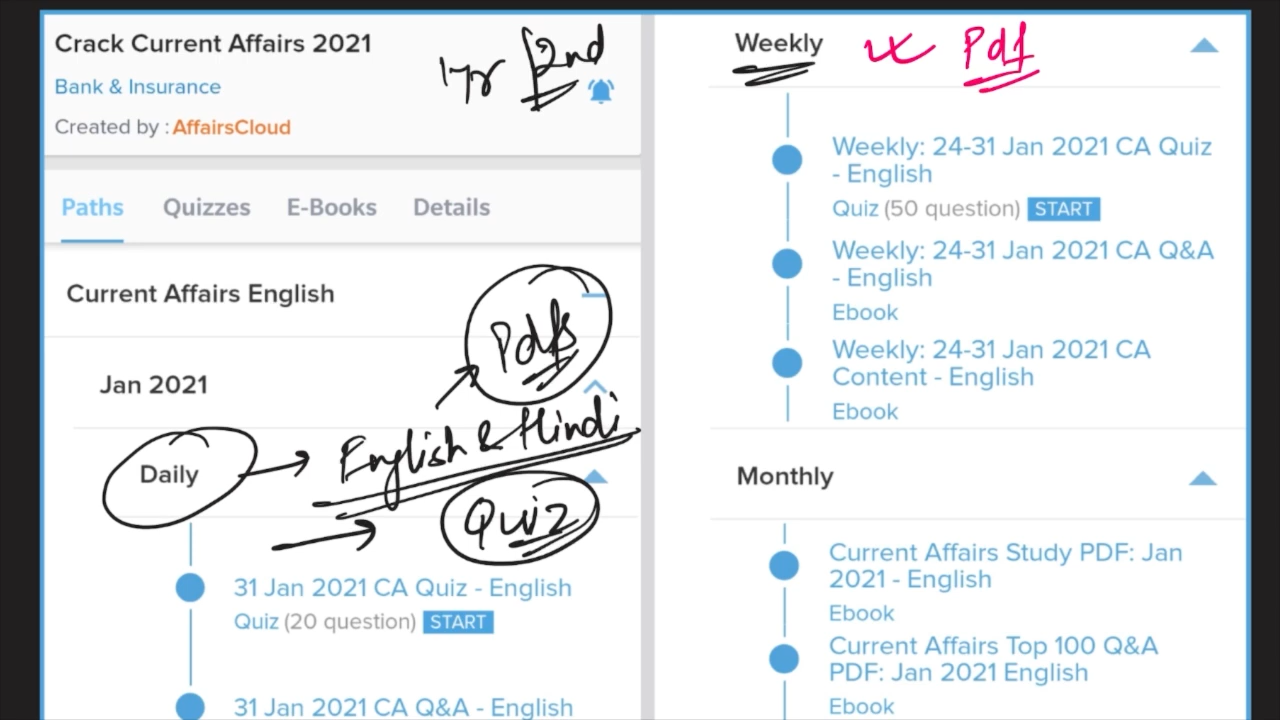 Crack Current Affairs 2021
1yr 2nd
Bank & Insurance
Created by : AffairsCloud
Paths Quizzes E-Books Details
Current Affairs English
Pdfs
Jan 2021
English & Hindi
Daily
Quiz
31 Jan 2021 CA Quiz - English
Quiz (20 question) START
31 Jan 2021 CA Q&A - English
Weekly
Pdf
Weekly: 24-31 Jan 2021 CA Quiz
- English
Quiz (50 question) START
Weekly: 24-31 Jan 2021 CA Q&A
- English
Ebook
Weekly: 24-31 Jan 2021 CA
Content - English
Ebook
Monthly
Current Affairs Study PDF: Jan
2021 - English
Ebook
Current Affairs Top 100 Q&A
PDF: Jan 2021 English
Ebook